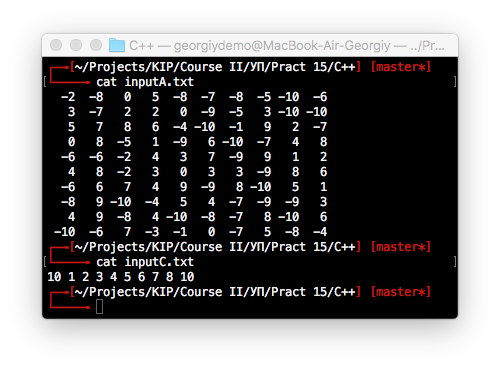 C++ — georgiydemo@MacBook-Air-Georgiy — ../Pr...
[~/Projects/KIP/Course II/УП/Pract 15/C++] [master*]
cat inputA.txt
-2 -8 0 5 -8 -7 -8 -5 -10 -6
3 -7 2 2 0 -9 -5 3 -10 -10
5 7 8 6 -4 -10 -1 9 2 -7
0 8 -5 1 -9 6 -10 -7 4 8
-6 -6 -2 4 3 7 -9 9 1 2
4 8 -2 3 0 3 3 -9 8 6
-6 6 7 4 9 -9 8 -10 5 1
-8 9 -10 -4 5 4 -7 -9 -9 3
4 9 -8 4 -10 -8 -7 8 -10 6
-10 -6 7 -3 -1 0 -7 5 -8 -4
[~/Projects/KIP/Course II/УП/Pract 15/C++] [master*]
cat inputC.txt
10 1 2 3 4 5 6 7 8 10
[~/Projects/KIP/Course II/УП/Pract 15/C++] [master*]